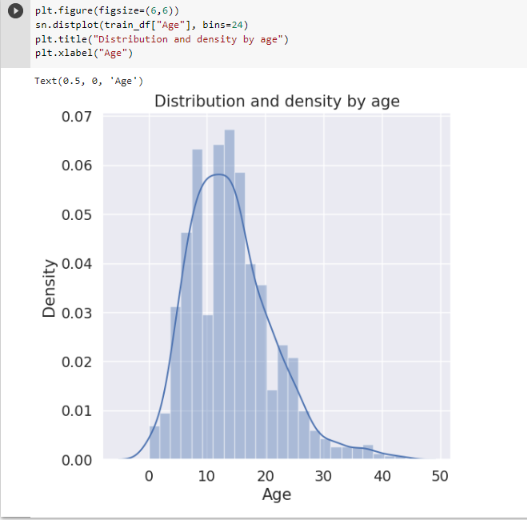 plt.figure(figsize=(6,6))
sn.distplot(train_df["Age"], bins=24)
plt.title("Distribution and density by age")
plt.xlabel("Age")
Text(0.5, 0, 'Age')
Distribution and density by age
0.07
0.06
0.05
0.04
0.03
0.02
0.01
0.00
Density
0 10 20 30 40 50
Age